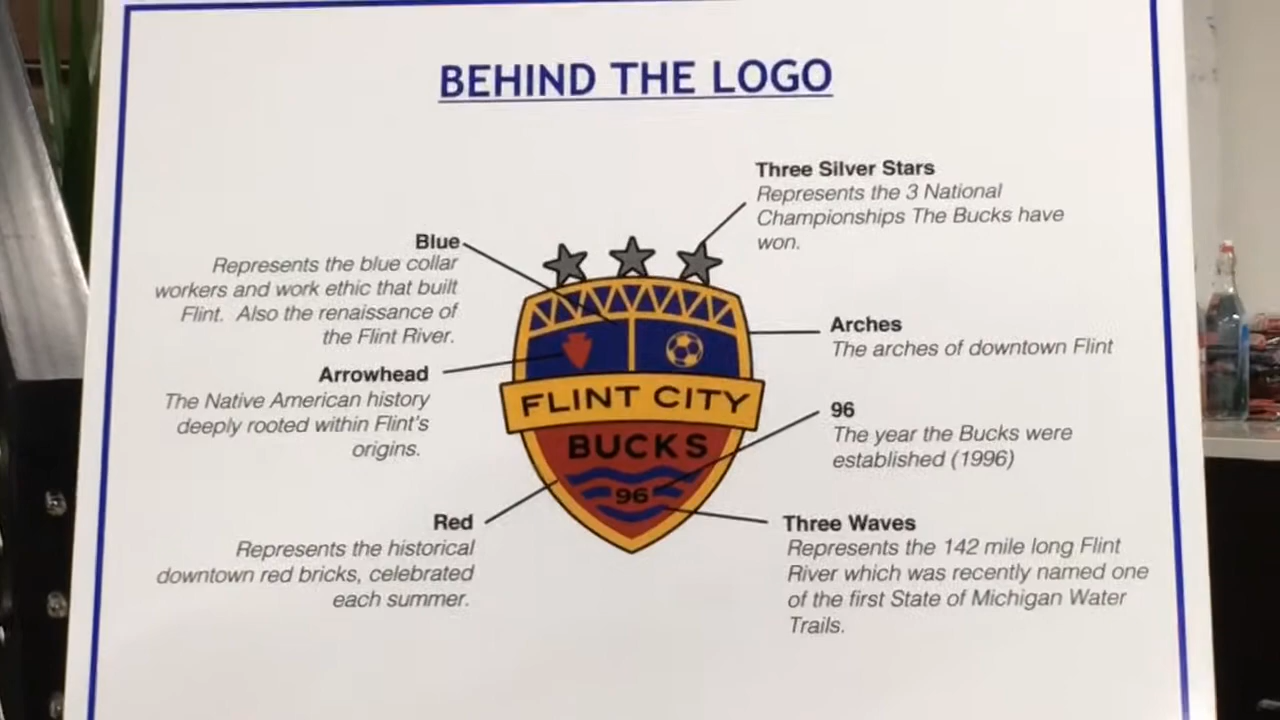 BEHIND THE LOGO
Three Silver Stars
Represents the 3 National
Championships The Bucks have
won.
Blue
Represents the blue collar
workers and work ethic that built
Flint. Also the renaissance of
the Flint River.
Arches
The arches of downtown Flint
Arrowhead
The Native American history
deeply rooted within Flint's
origins.
FLINT CITY
BUCKS
96
96
The year the Bucks were
established (1996)
Red
Represents the historical
downtown red bricks, celebrated
each summer.
Three Waves
Represents the 142 mile long Flint
River which was recently named one
of the first State of Michigan Water
Trails.